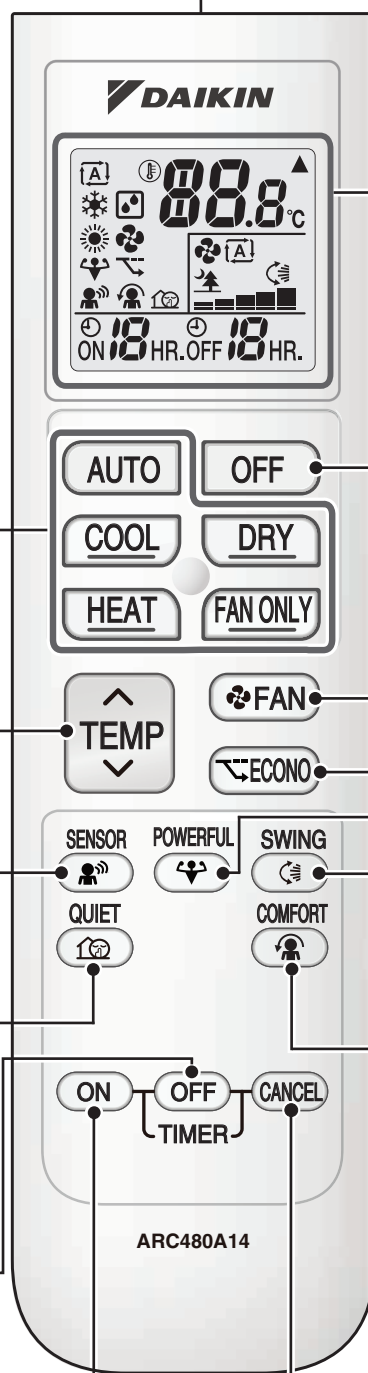 DAIKIN
A
88.8°C
A
ON 18 HR. OFF 18 HR.
AUTO
OFF
COOL
DRY
HEAT
FAN ONLY
TEMP
FAN
ECONO
SENSOR
POWERFUL
SWING
QUIET
COMFORT
ON
OFF
CANCEL
TIMER
ARC480A14